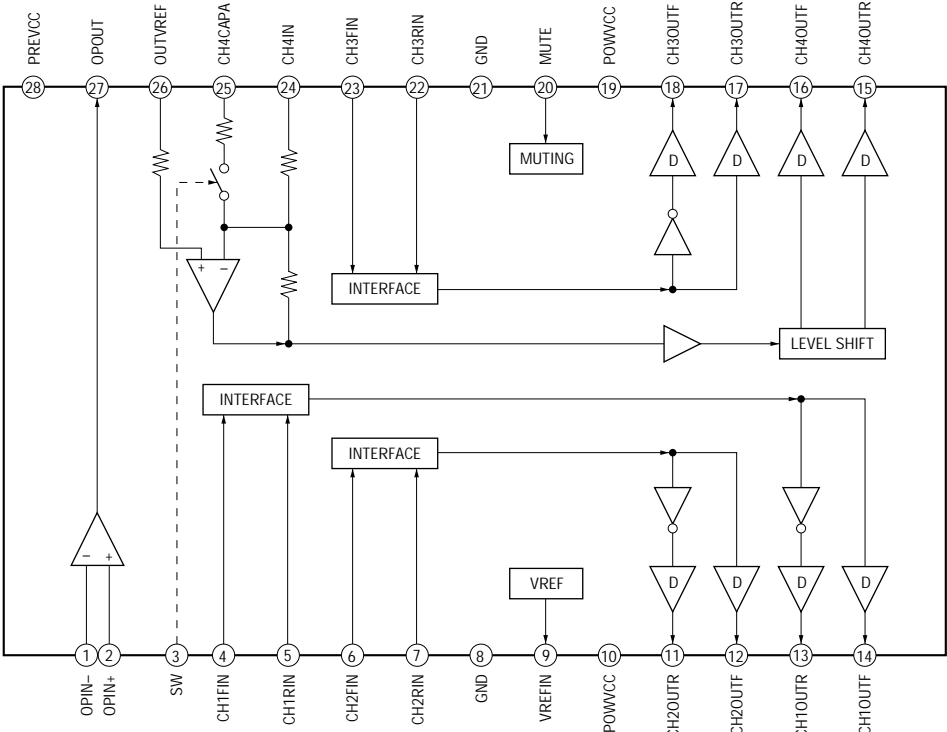 PREVCC
OPOUT
OUTVREF
CH4CAPA
CH4IN
CH3FIN
CH3RIN
GND
MUTE
POWVCC
CH3OUTF
CH3OUTR
CH4OUTF
CH4OUTR
28
27
26
25
24
23
22
21
20
19
18
17
16
15
MUTING
D
D
D
D
+ −
INTERFACE
LEVEL SHIFT
INTERFACE
INTERFACE
− +
VREF
D
D
D
D
1
2
3
4
5
6
7
8
9
10
11
12
13
14
OPIN−
OPIN+
SW
CH1FIN
CH1RIN
CH2FIN
CH2RIN
GND
VREFIN
POWVCC
CH2OUTR
CH2OUTF
CH1OUTR
CH1OUTF